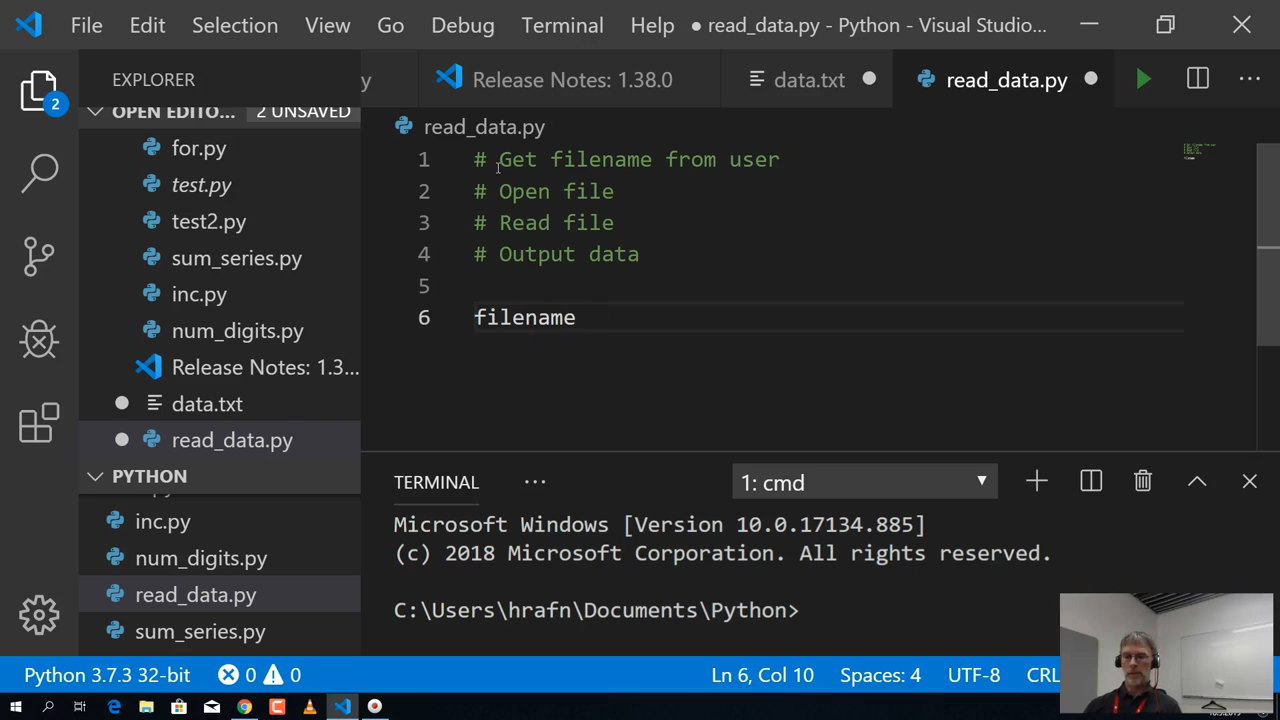 File Edit Selection View Go Debug Terminal Help ● read_data.py - Python - Visual Studio...
EXPLORER
y
Release Notes: 1.38.0
data.txt
read_data.py
OPEN EDITO... 2 UNSAVED
2
for.py
test.py
test2.py
sum_series.py
inc.py
num_digits.py
Release Notes: 1.3...
data.txt
read_data.py
PYTHON
inc.py
num_digits.py
read_data.py
sum_series.py
read_data.py
1 # Get filename from user
2 # Open file
3 # Read file
4 # Output data
5
6 filename
TERMINAL ... 1: cmd
Microsoft Windows [Version 10.0.17134.885]
(c) 2018 Microsoft Corporation. All rights reserved.
C:\Users\hrafn\Documents\Python>
Python 3.7.3 32-bit 0 0 Ln 6, Col 10 Spaces: 4 UTF-8 CRL